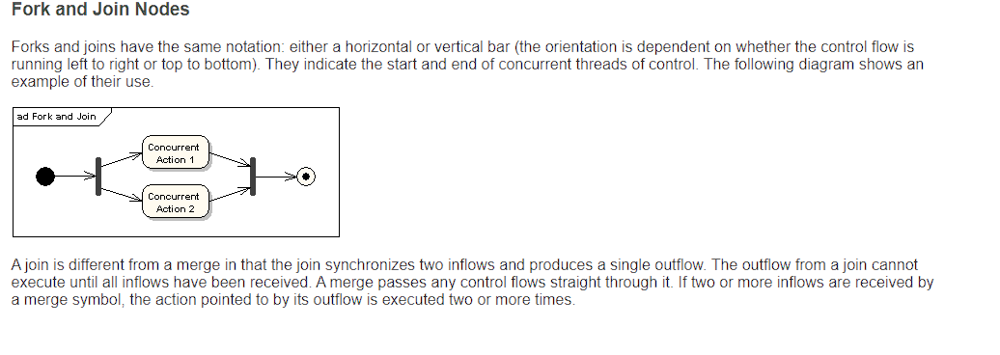 Fork and Join Nodes
Forks and joins have the same notation: either a horizontal or vertical bar (the orientation is dependent on whether the control flow is
running left to right or top to bottom). They indicate the start and end of concurrent threads of control. The following diagram shows an
example of their use.
ad Fork and Join
Concurrent
Action 1
Concurrent
Action 2
A join is different from a merge in that the join synchronizes two inflows and produces a single outflow. The outflow from a join cannot
execute until all inflows have been received. A merge passes any control flows straight through it. If two or more inflows are received by
a merge symbol, the action pointed to by its outflow is executed two or more times.